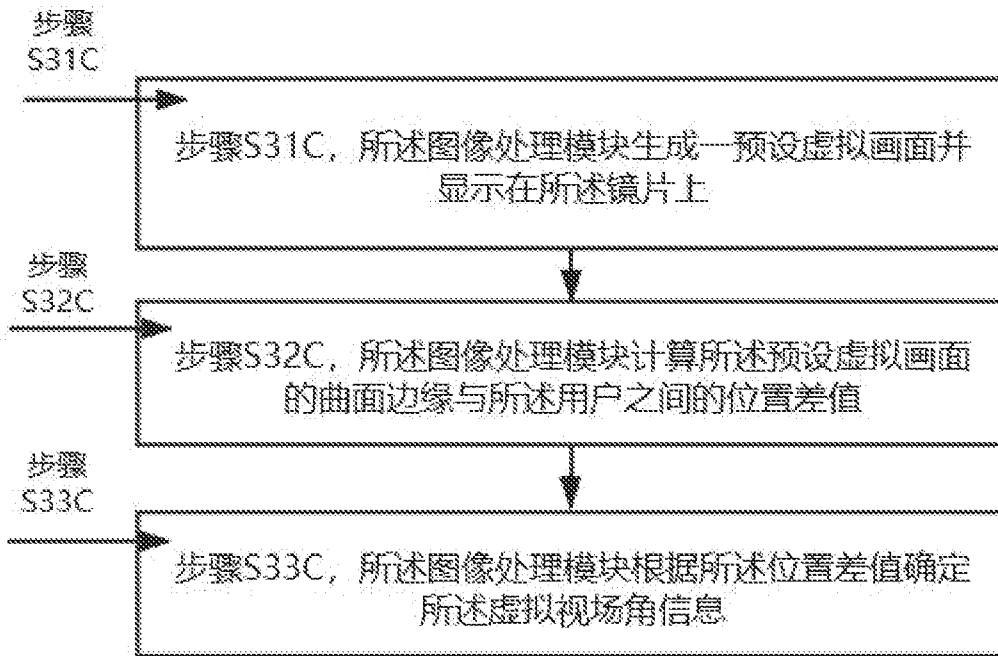 步骤
S31C
步骤S31C，所述图像处理模块生成一预设虚拟画面并
显示在所述镜片上
步骤
S32C
步骤S32C，所述图像处理模块计算所述预设虚拟画面
的曲面边缘与所述用户之间的位置差值
步骤
S33C
步骤S33C，所述图像处理模块根据所述位置差值确定
所述虚拟视场角信息